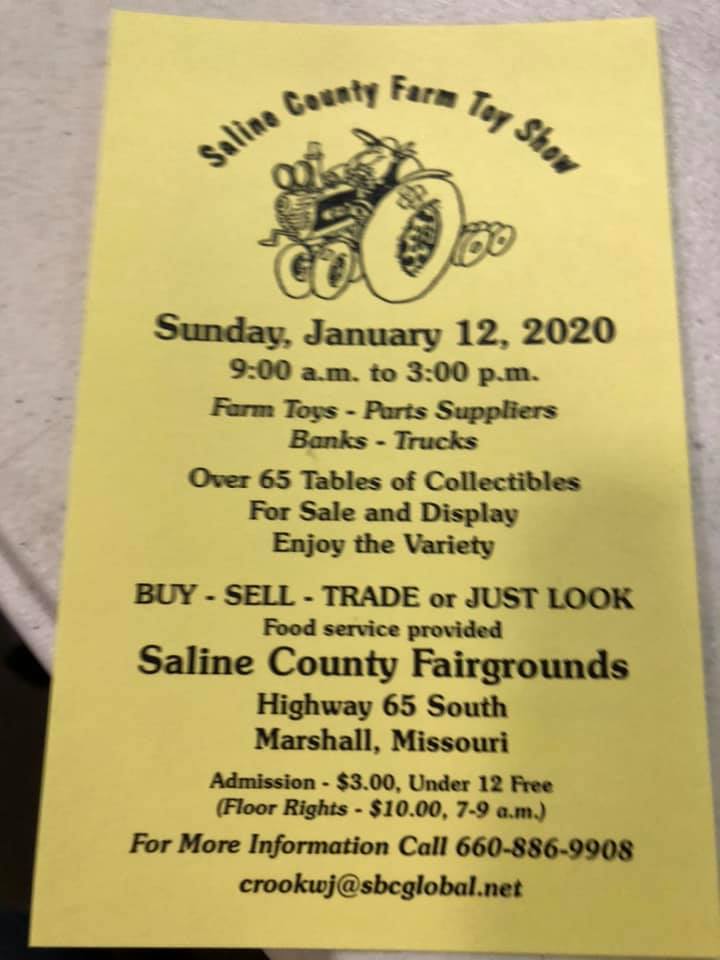 Saline County Farm Toy Show
Sunday, January 12, 2020
9:00 a.m. to 3:00 p.m.
Farm Toys - Parts Suppliers
Banks - Trucks
Over 65 Tables of Collectibles
For Sale and Display
Enjoy the Variety
BUY - SELL - TRADE or JUST LOOK
Food service provided
Saline County Fairgrounds
Highway 65 South
Marshall, Missouri
Admission - $3.00, Under 12 Free
(Floor Rights - $10.00, 7-9 a.m.)
For More Information Call 660-886-9908
crookwj@sbcglobal.net